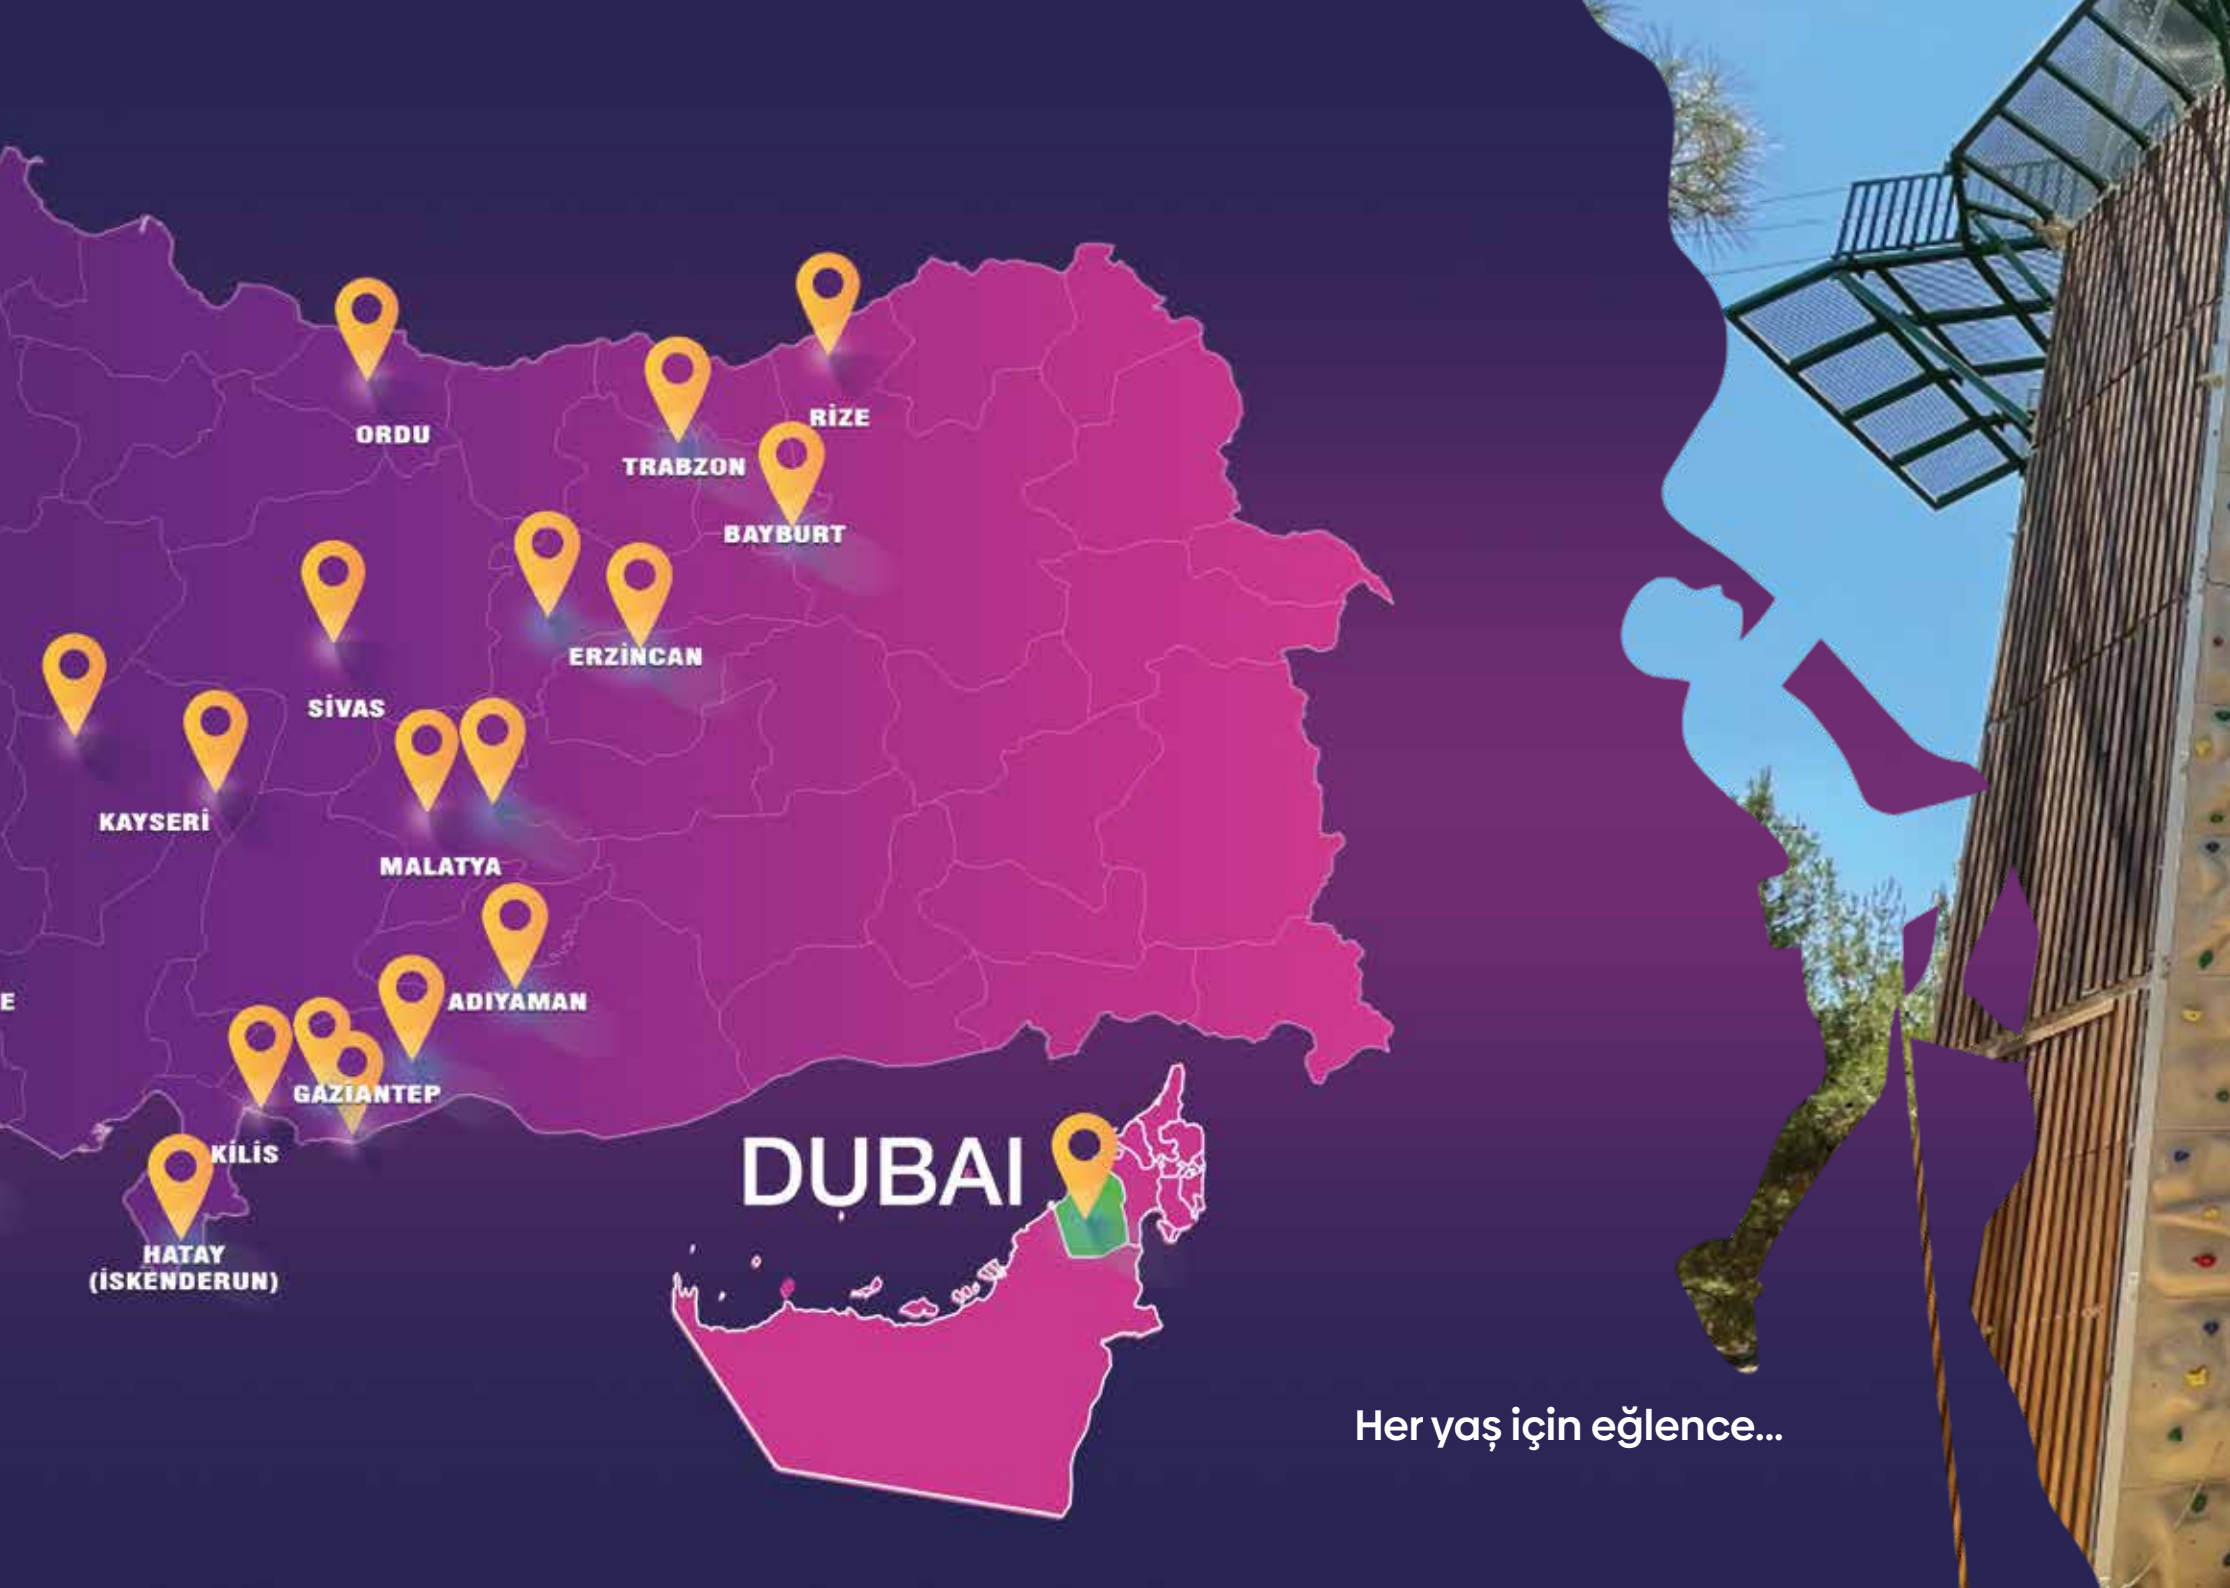 RİZE
ORDU
TRABZON
BAYBURT
ERZİNCAN
SİVAS
KAYSERİ
MALATYA
E
ADIYAMAN
GAZİANTEP
KİLİS
HATAY
(İSKENDERUN)
DUBAI
Her yaş için eğlence...